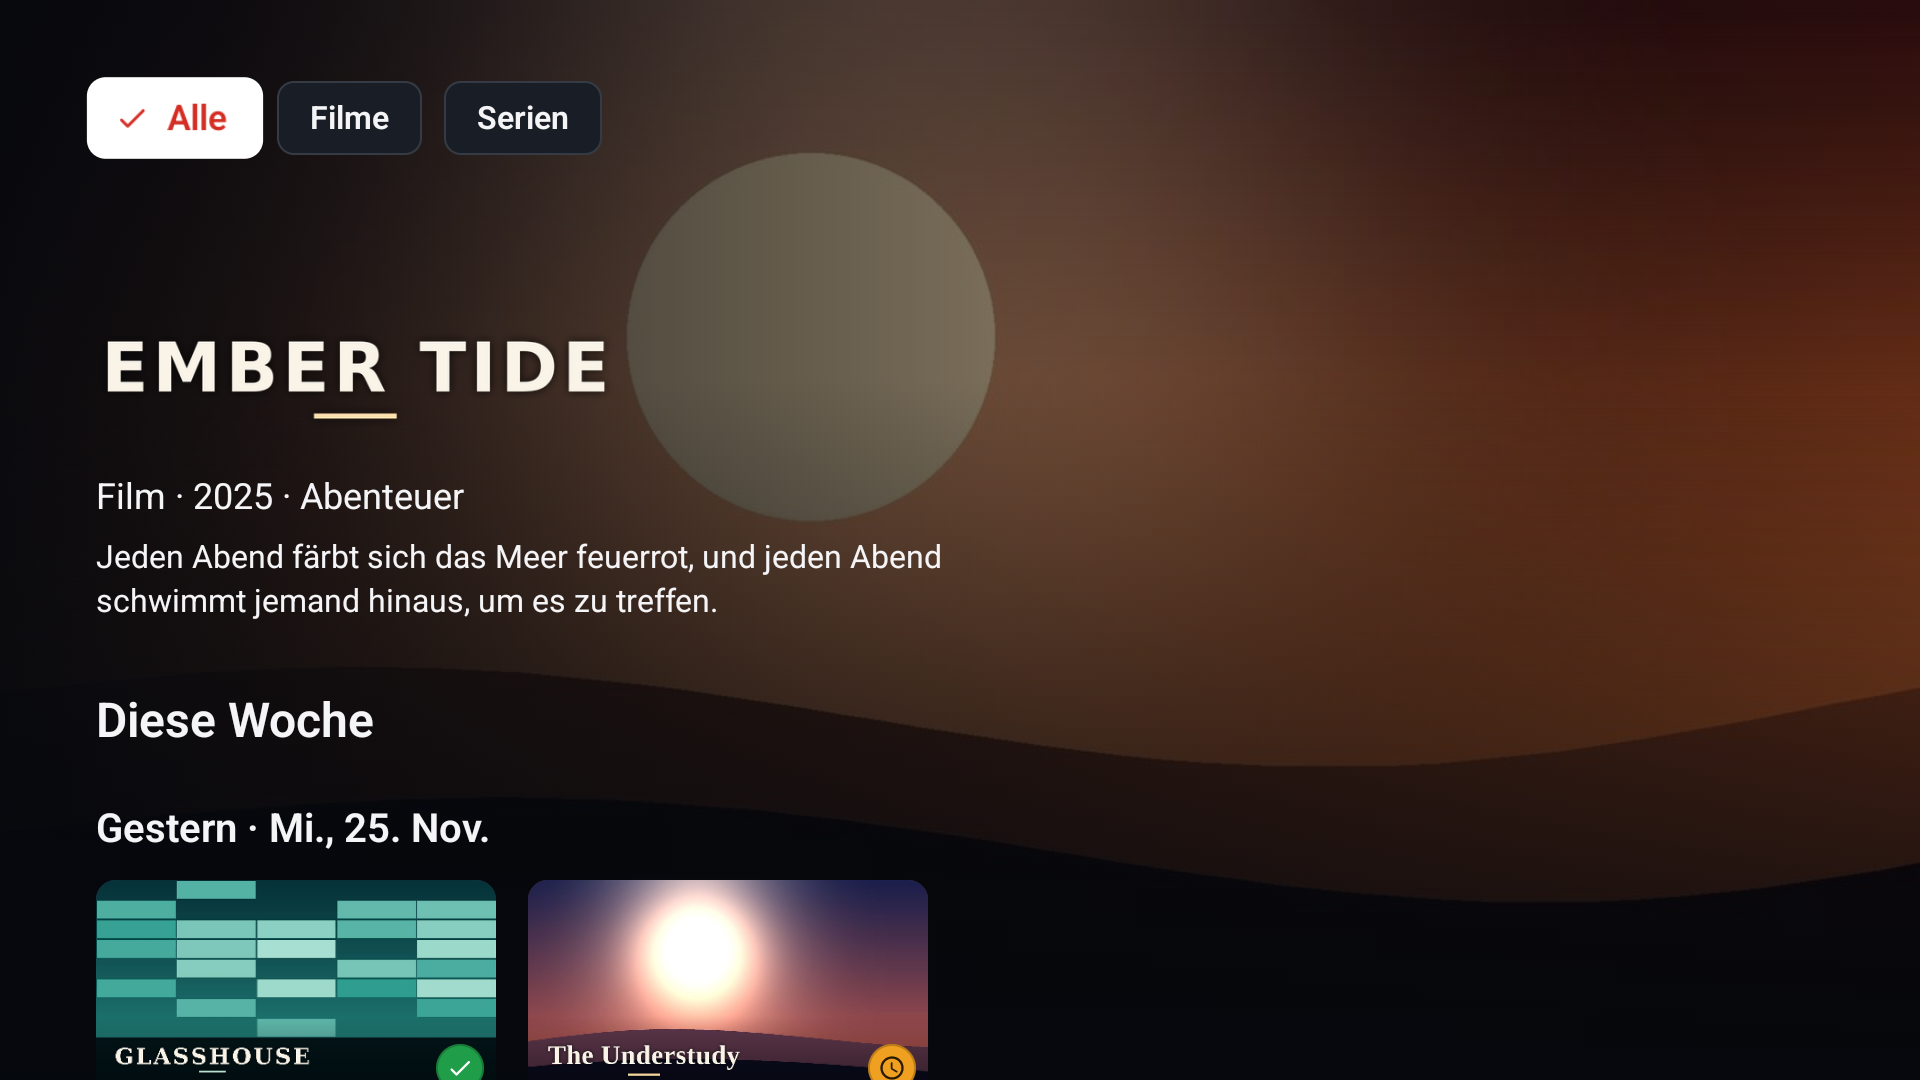 Alle
Filme
Serien
EMBER TIDE
Film · 2025 · Abenteuer
Jeden Abend färbt sich das Meer feuerrot, und jeden Abend
schwimmt jemand hinaus, um es zu treffen.
Diese Woche
Gestern · Mi., 25. Nov.
GLASSHOUSE
The Understudy